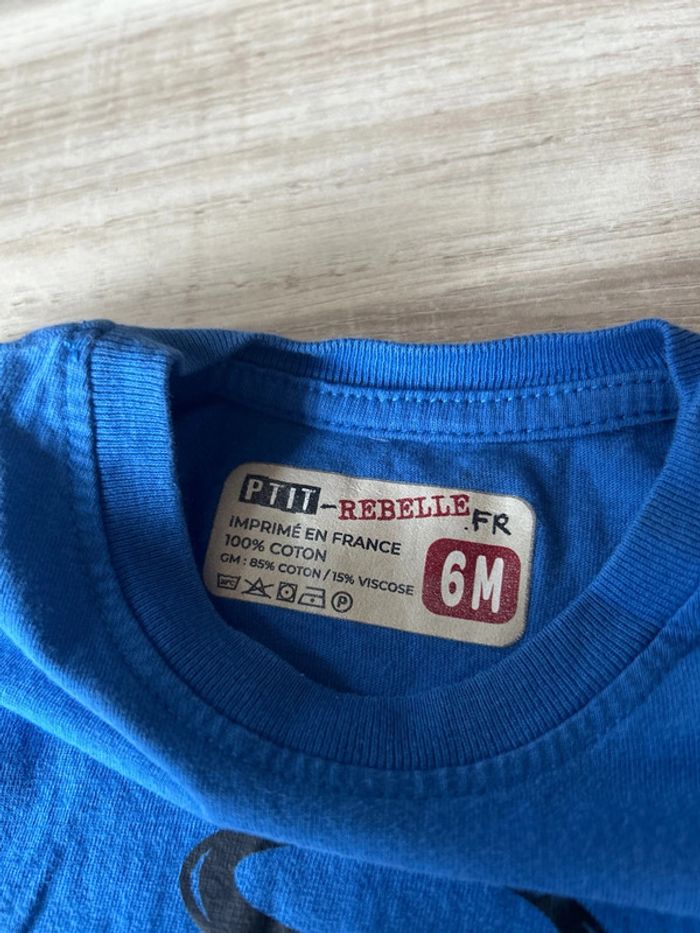 PTIT-REBELLE.FR
IMPRIMÉ EN FRANCE
100% COTON
GM : 85% COTON / 15% VISCOSE
6M
P